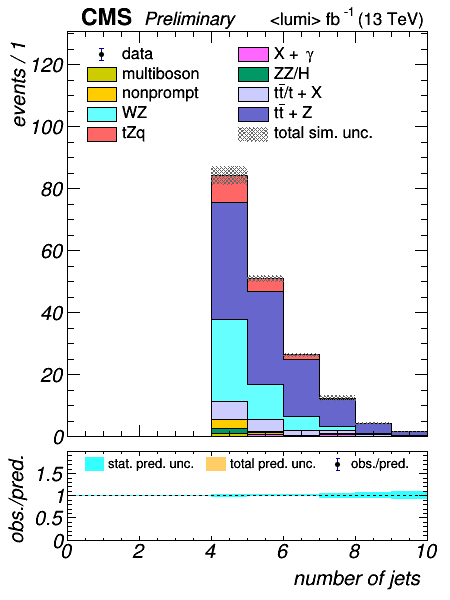 CMS Preliminary <lumi> fb⁻¹ (13 TeV)
events / 1
120
100
80
60
40
20
0
data
multiboson
nonprompt
WZ
tZq
X + γ
ZZ/H
tt̄/t + X
tt̄ + Z
total sim. unc.
obs./pred.
1.5
1
0.5
0
stat. pred. unc. total pred. unc. obs./pred.
0 2 4 6 8 10
number of jets